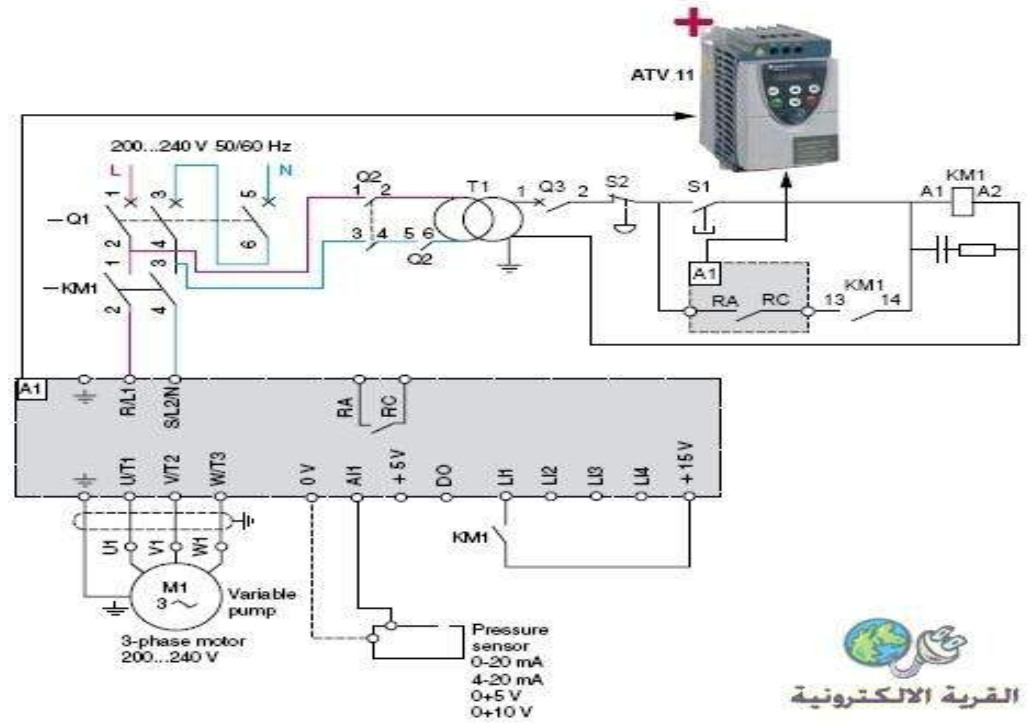 ATV 11
200...240 V 50/60 Hz
L N
1 3 5
Q1
2 4 6
1 3
KM1
2 4
Q2
1 2
3 4 5 6
Q2
T1
1 Q3 2
S2
S1
KM1
A1 A2
A1
RA RC 13 KM1 14
A1
R/L1
S/L2/N
RA
RC
U/T1
V/T2
W/T3
0 V
AI1
+ 5 V
DO
LI1
LI2
LI3
LI4
+ 15 V
U1
V1
W1
KM1
M1
3
Variable
pump
3-phase motor
200...240 V
Pressure
sensor
0-20 mA
4-20 mA
0+5 V
0+10 V
القرية الالكترونية